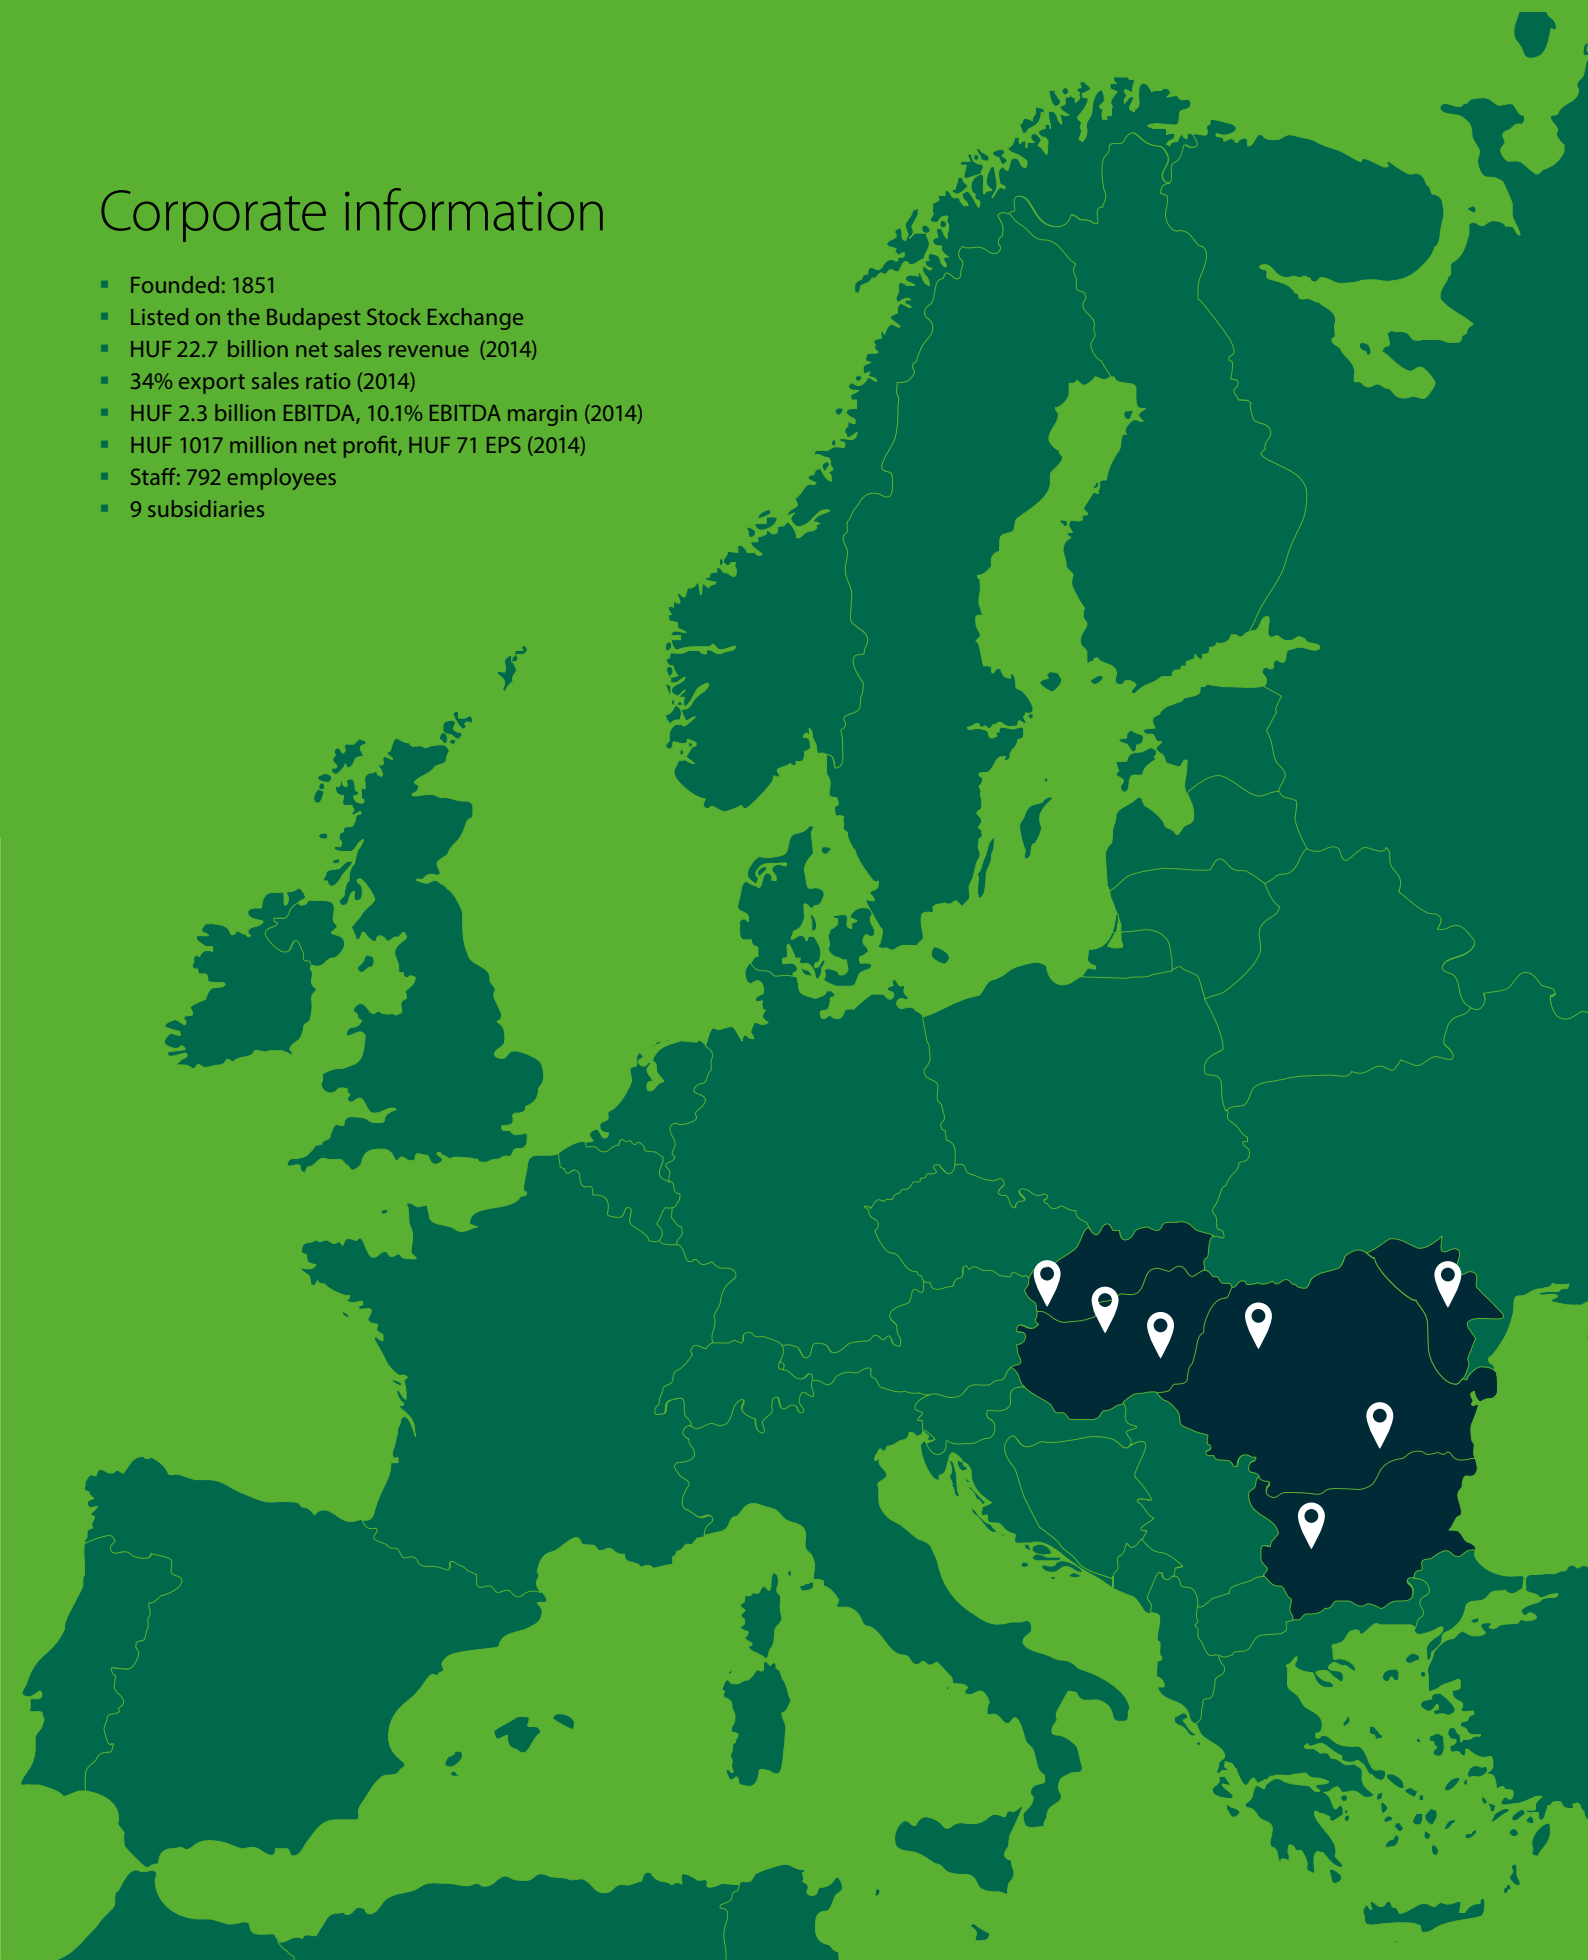 Corporate information
Founded: 1851
Listed on the Budapest Stock Exchange
HUF 22.7 billion net sales revenue (2014)
34% export sales ratio (2014)
HUF 2.3 billion EBITDA, 10.1% EBITDA margin (2014)
HUF 1017 million net profit, HUF 71 EPS (2014)
Staff: 792 employees
9 subsidiaries